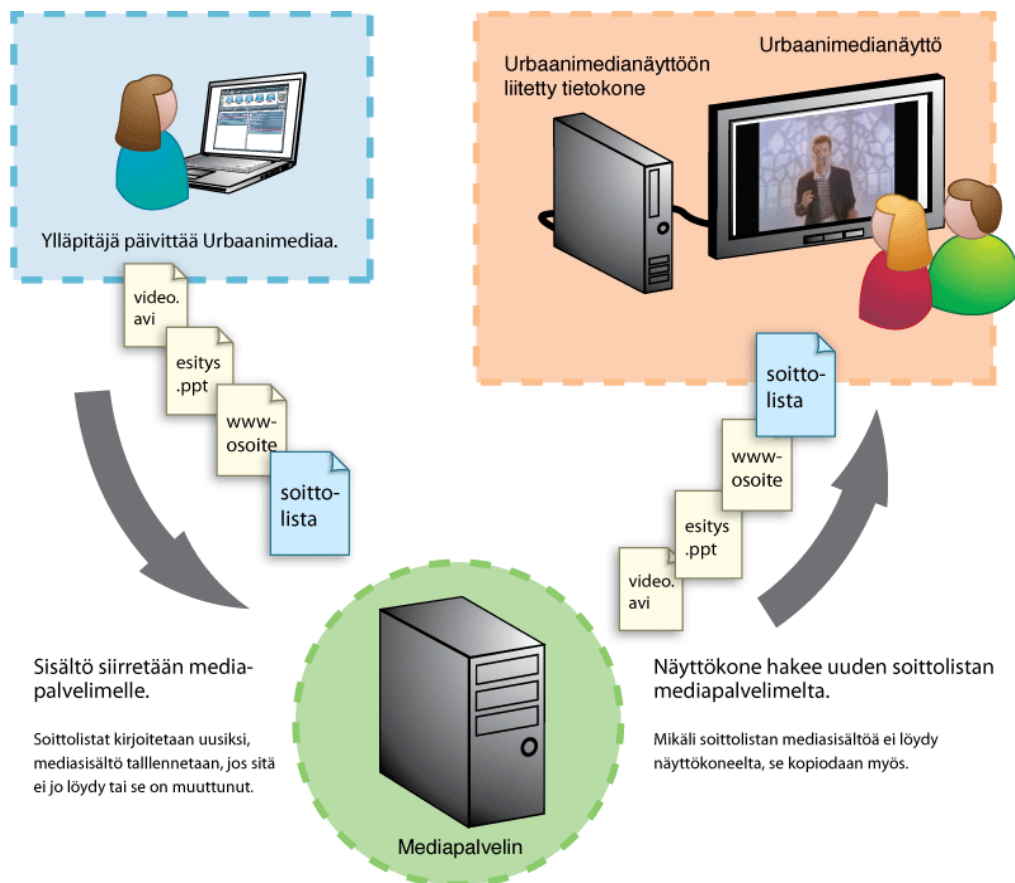 Ylläpitäjä päivittää Urbaanimediaa.
video.
avi
esitys
.ppt
www-
osoite
soitto-
lista
Sisältö siirretään media-
palvelimelle.
Soittolistat kirjoitetaan uusiksi,
mediasisältö talllennetaan, jos sitä
ei jo löydy tai se on muuttunut.
Mediapalvelin
Urbaanimedianäyttöön
liitetty tietokone
Urbaanimedianäyttö
soitto-
lista
www-
osoite
esitys
.ppt
video.
avi
Näyttökone hakee uuden soittolistan
mediapalvelimelta.
Mikäli soittolistan mediasisältöä ei löydy
näyttökoneelta, se kopiodaan myös.